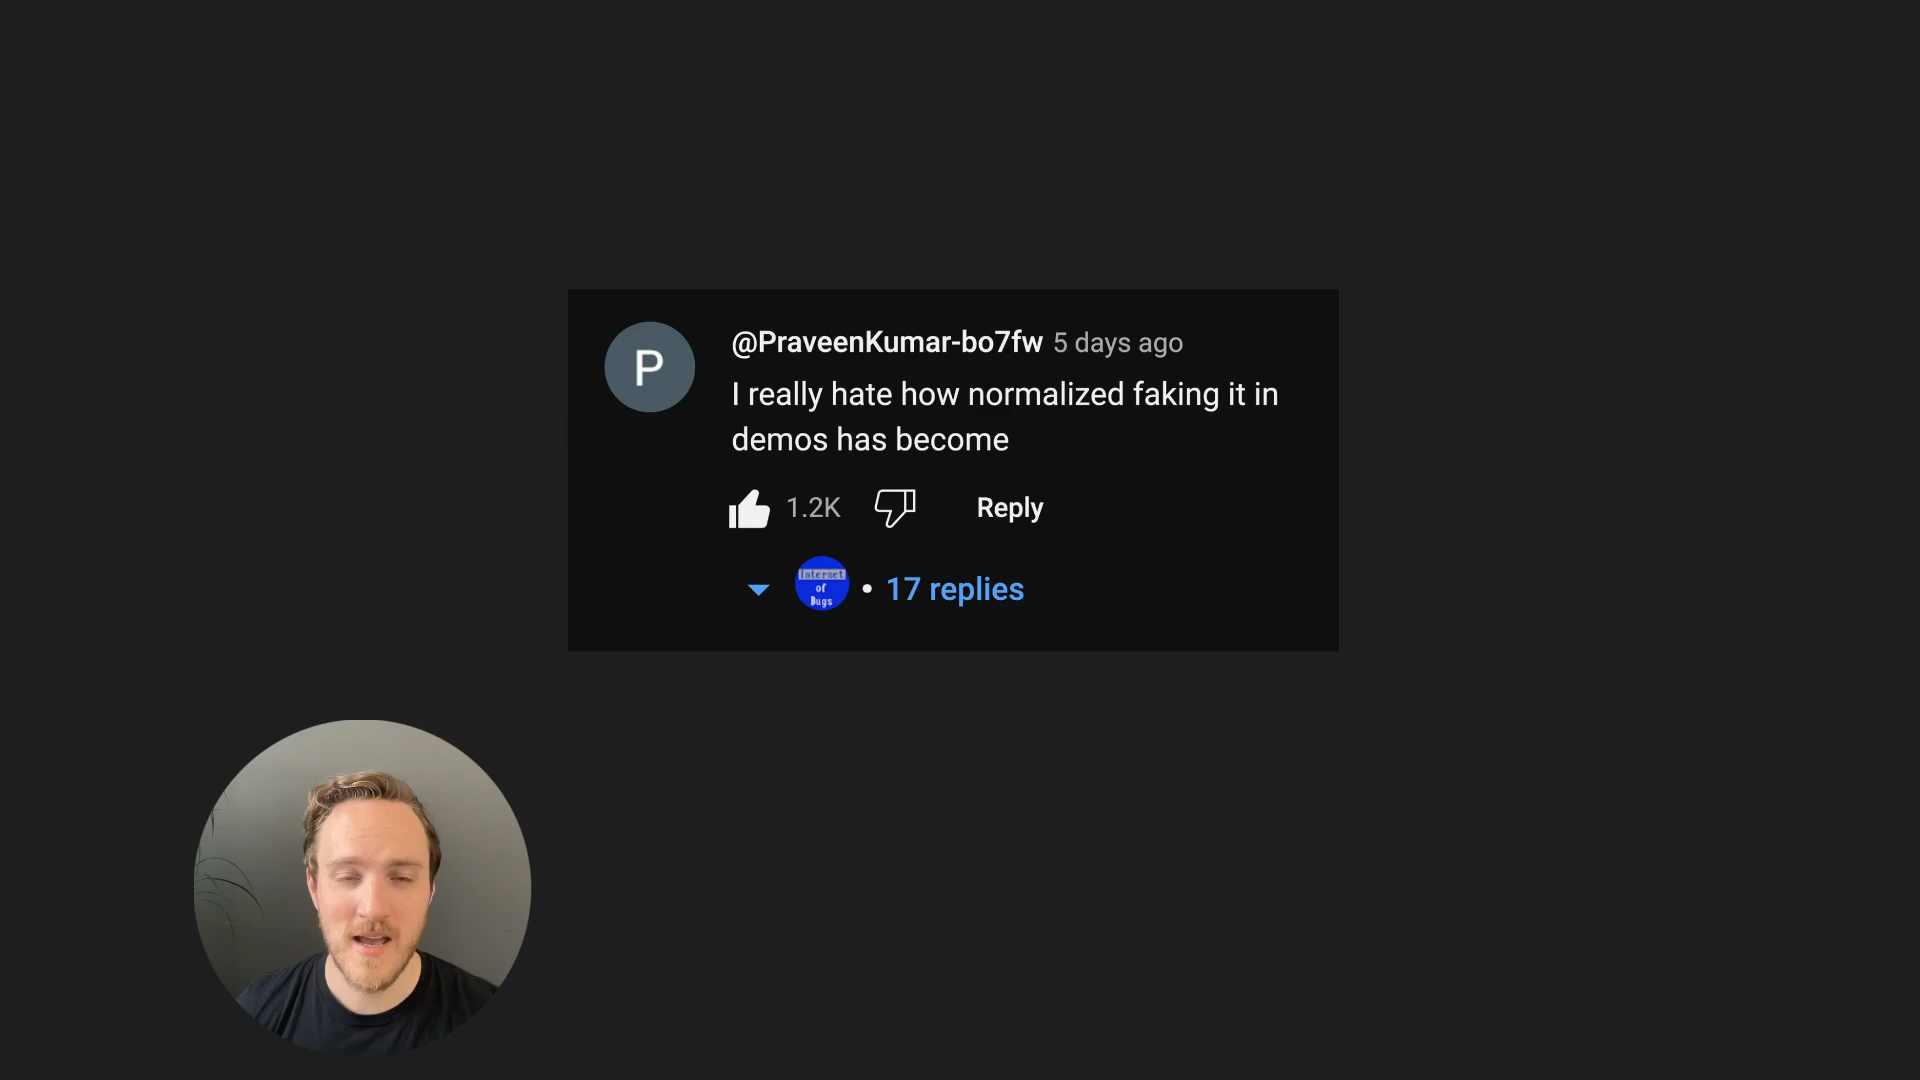 P
@PraveenKumar-bo7fw 5 days ago
I really hate how normalized faking it in
demos has become
1.2K Reply
Internet
of
Bugs
• 17 replies